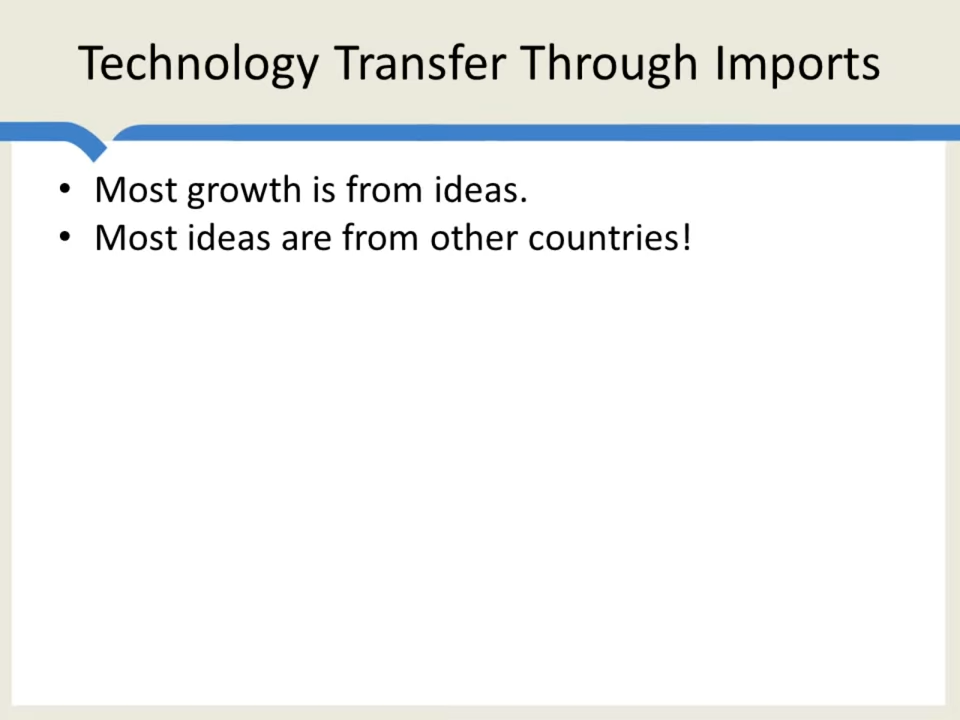 Technology Transfer Through Imports
• Most growth is from ideas.
• Most ideas are from other countries!